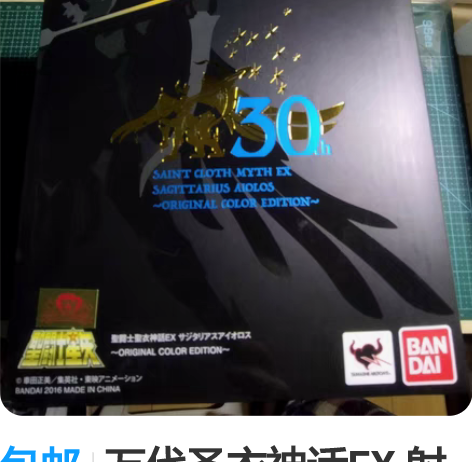 30th
SAINT CLOTH MYTH EX
SAGITTARIUS AIOLOS
~ORIGINAL COLOR EDITION~
聖闘士星矢
聖闘士聖衣神話EX サジタリアスアイオロス
~ORIGINAL COLOR EDITION~
© 車田正美/集英社・東映アニメーション
BANDAI 2016 MADE IN CHINA
BAN
DAI
包邮 万代圣衣神话EX 射